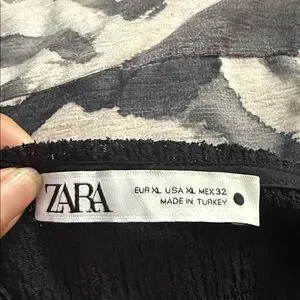 ZARA
EUR XL USA XL MEX 32
MADE IN TURKEY